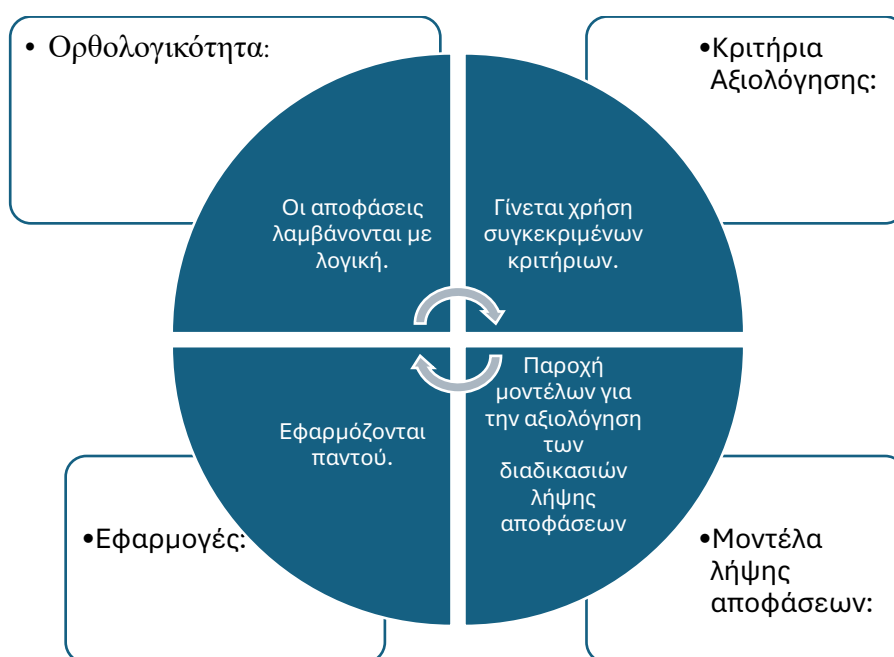 • Ορθολογικότητα:
Οι αποφάσεις
λαμβάνονται με
λογική.
•Κριτήρια
Αξιολόγησης:
Γίνεται χρήση
συγκεκριμένων
κριτήριων.
•Εφαρμογές:
Εφαρμόζονται
παντού.
Παροχή
μοντέλων για
την αξιολόγηση
των
διαδικασιών
λήψης
αποφάσεων
•Μοντέλα
λήψης
αποφάσεων: